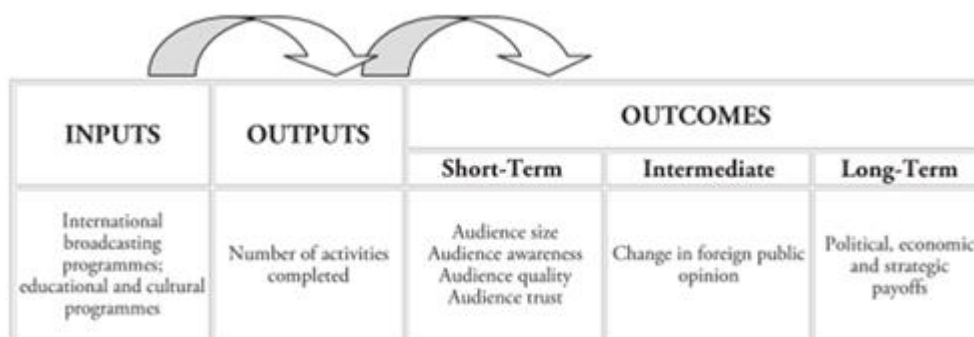 INPUTS
OUTPUTS
OUTCOMES
Short-Term
Intermediate
Long-Term
International
broadcasting
programmes;
educational and cultural
programmes
Number of activities
completed
Audience size
Audience awareness
Audience quality
Audience trust
Change in foreign public
opinion
Political, economic
and strategic
payoffs